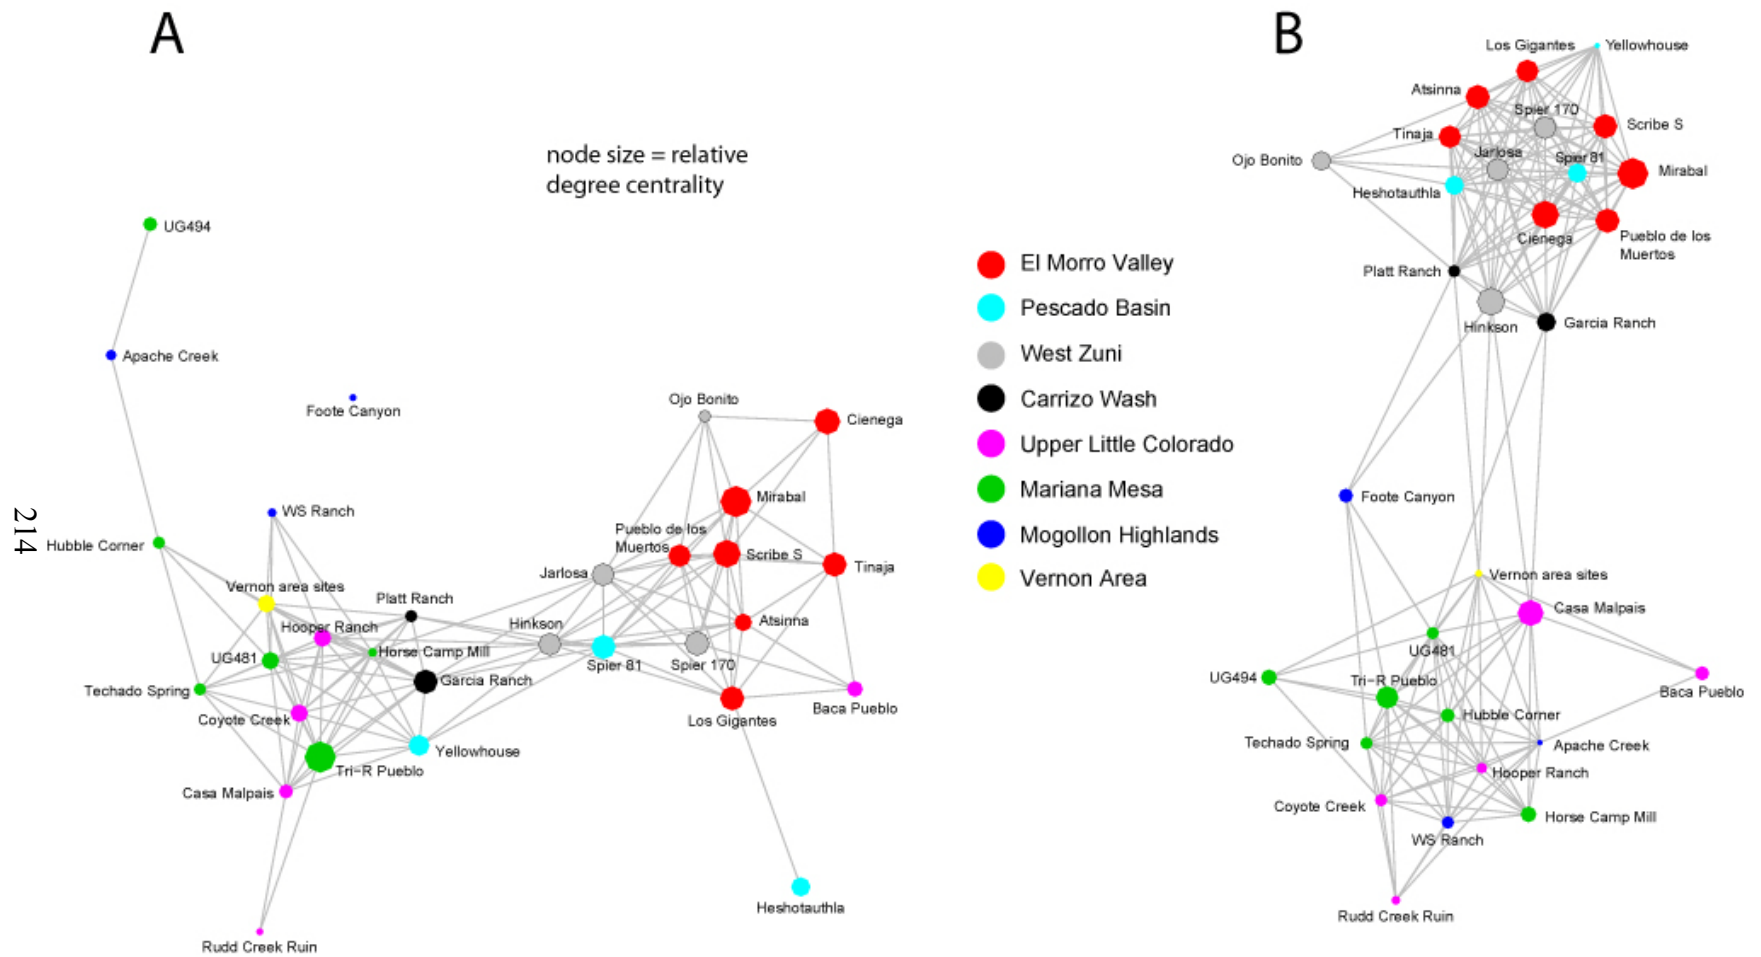 A
node size = relative
degree centrality
UG494
Apache Creek
Foote Canyon
Ojo Bonito
Cienega
Mirabal
WS Ranch
Pueblo de los
Muertos
Scribe S
Hubble Corner
Tinaja
Jarlosa
Vernon area sites
Platt Ranch
Hooper Ranch
Hinkson
Atsinna
UG481
Horse Camp Mill
Spier 81
Spier 170
Garcia Ranch
Techado Spring
Baca Pueblo
Coyote Creek
Los Gigantes
Yellowhouse
Tri-R Pueblo
Casa Malpais
Heshotauthla
Rudd Creek Ruin
214
El Morro Valley
Pescado Basin
West Zuni
Carrizo Wash
Upper Little Colorado
Mariana Mesa
Mogollon Highlands
Vernon Area
B
Los Gigantes
Yellowhouse
Atsinna
Spier 170
Scribe S
Tinaja
Jarlosa
Spier 81
Ojo Bonito
Mirabal
Heshotauthla
Cienega
Pueblo de los
Muertos
Platt Ranch
Hinkson
Garcia Ranch
Foote Canyon
Vernon area sites
Casa Malpais
UG481
UG494
Tri-R Pueblo
Baca Pueblo
Hubble Corner
Techado Spring
Apache Creek
Hooper Ranch
Coyote Creek
Horse Camp Mill
WS Ranch
Rudd Creek Ruin